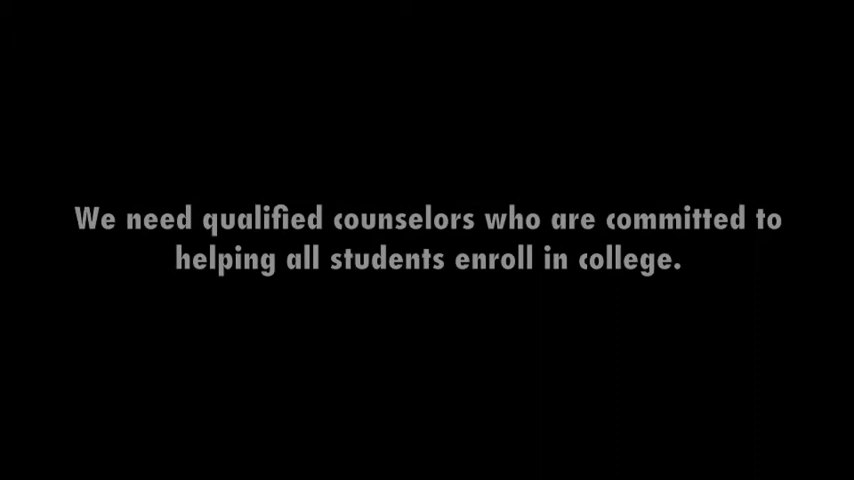 We need qualified counselors who are committed to
helping all students enroll in college.